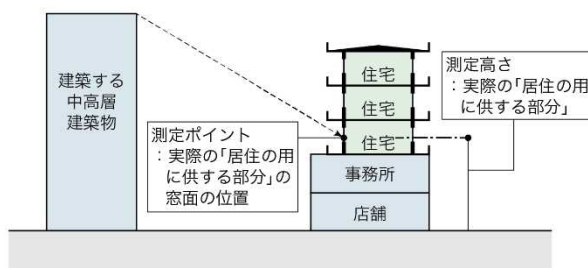 建築する
中高層
建築物
測定ポイント
：実際の「居住の用
に供する部分」の
窓面の位置
住宅
住宅
住宅
事務所
店舗
測定高さ
：実際の「居住の用
に供する部分」